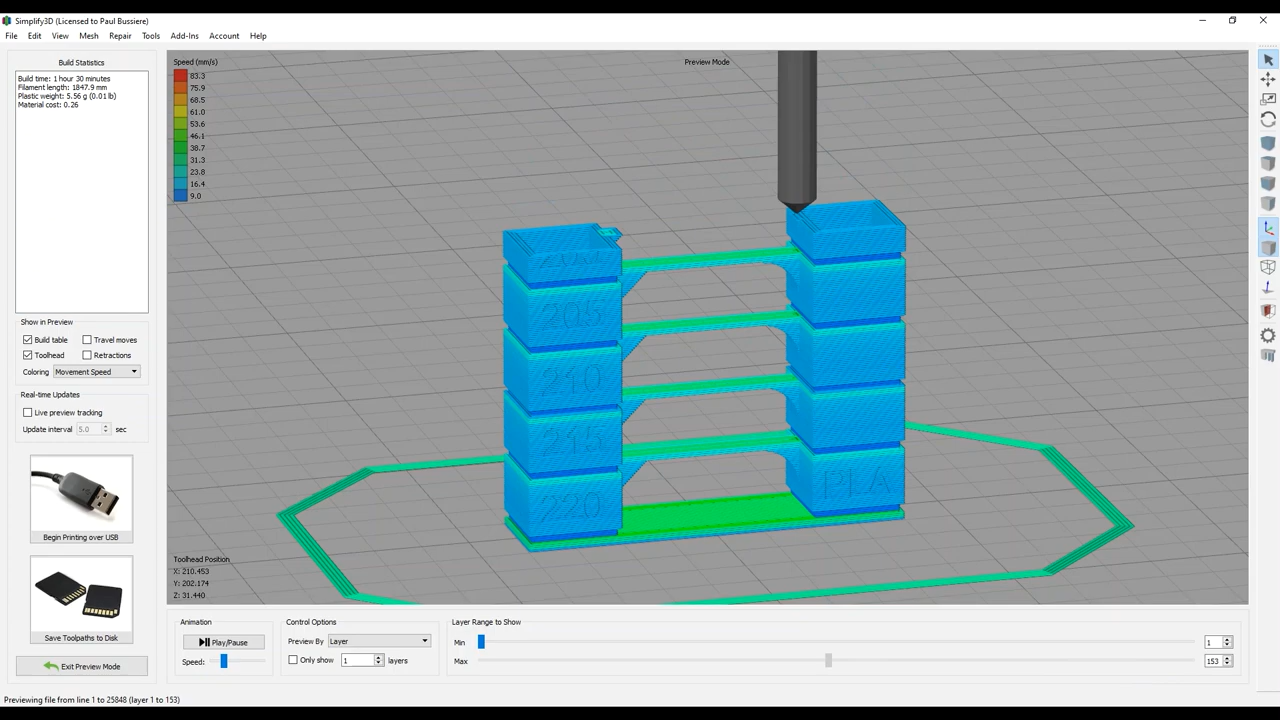 Simplify3D (Licensed to Paul Bussiere)
File Edit View Mesh Repair Tools Add-Ins Account Help
Build Statistics
Build time: 1 hour 30 minutes
Filament length: 1847.9 mm
Plastic weight: 5.56 g (0.01 lb)
Material cost: 0.26
Show in Preview
Build table
Travel moves
Toolhead
Retractions
Coloring Movement Speed
Real-time Updates
Live preview tracking
Update interval 5.0 sec
Begin Printing over USB
Save Toolpaths to Disk
Exit Preview Mode
Speed (mm/s)
83.3
75.9
68.5
61.0
53.6
46.1
38.7
31.3
23.8
16.4
9.0
Preview Mode
205
210
215
220
PLA
Toolhead Position
X: 210.453
Y: 202.174
Z: 31.440
Animation
Play/Pause
Speed:
Control Options
Preview By Layer
Only show 1 layers
Layer Range to Show
Min 1
Max 153
Previewing file from line 1 to 25848 (layer 1 to 153)